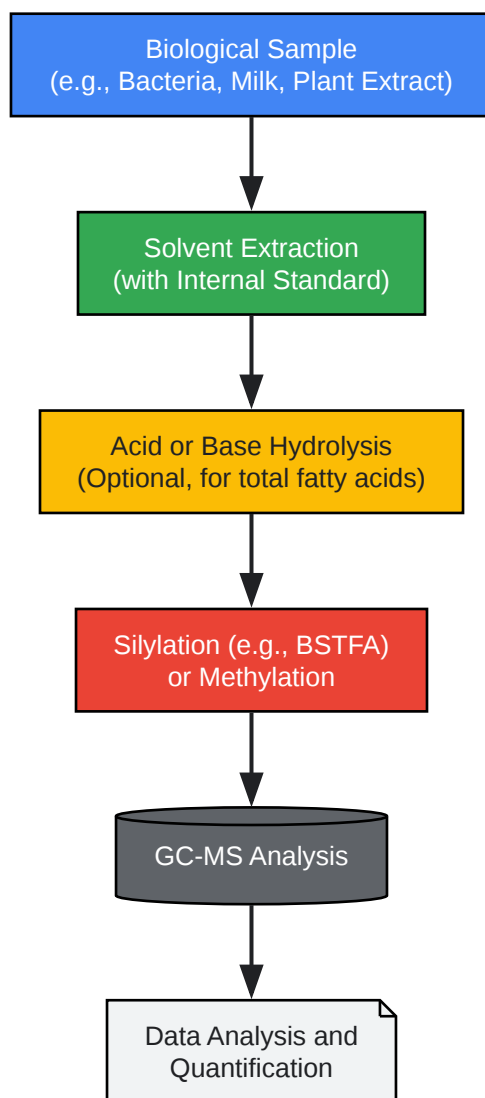 Biological Sample
(e.g., Bacteria, Milk, Plant Extract)
Solvent Extraction
(with Internal Standard)
Acid or Base Hydrolysis
(Optional, for total fatty acids)
Silylation (e.g., BSTFA)
or Methylation
GC-MS Analysis
Data Analysis and
Quantification